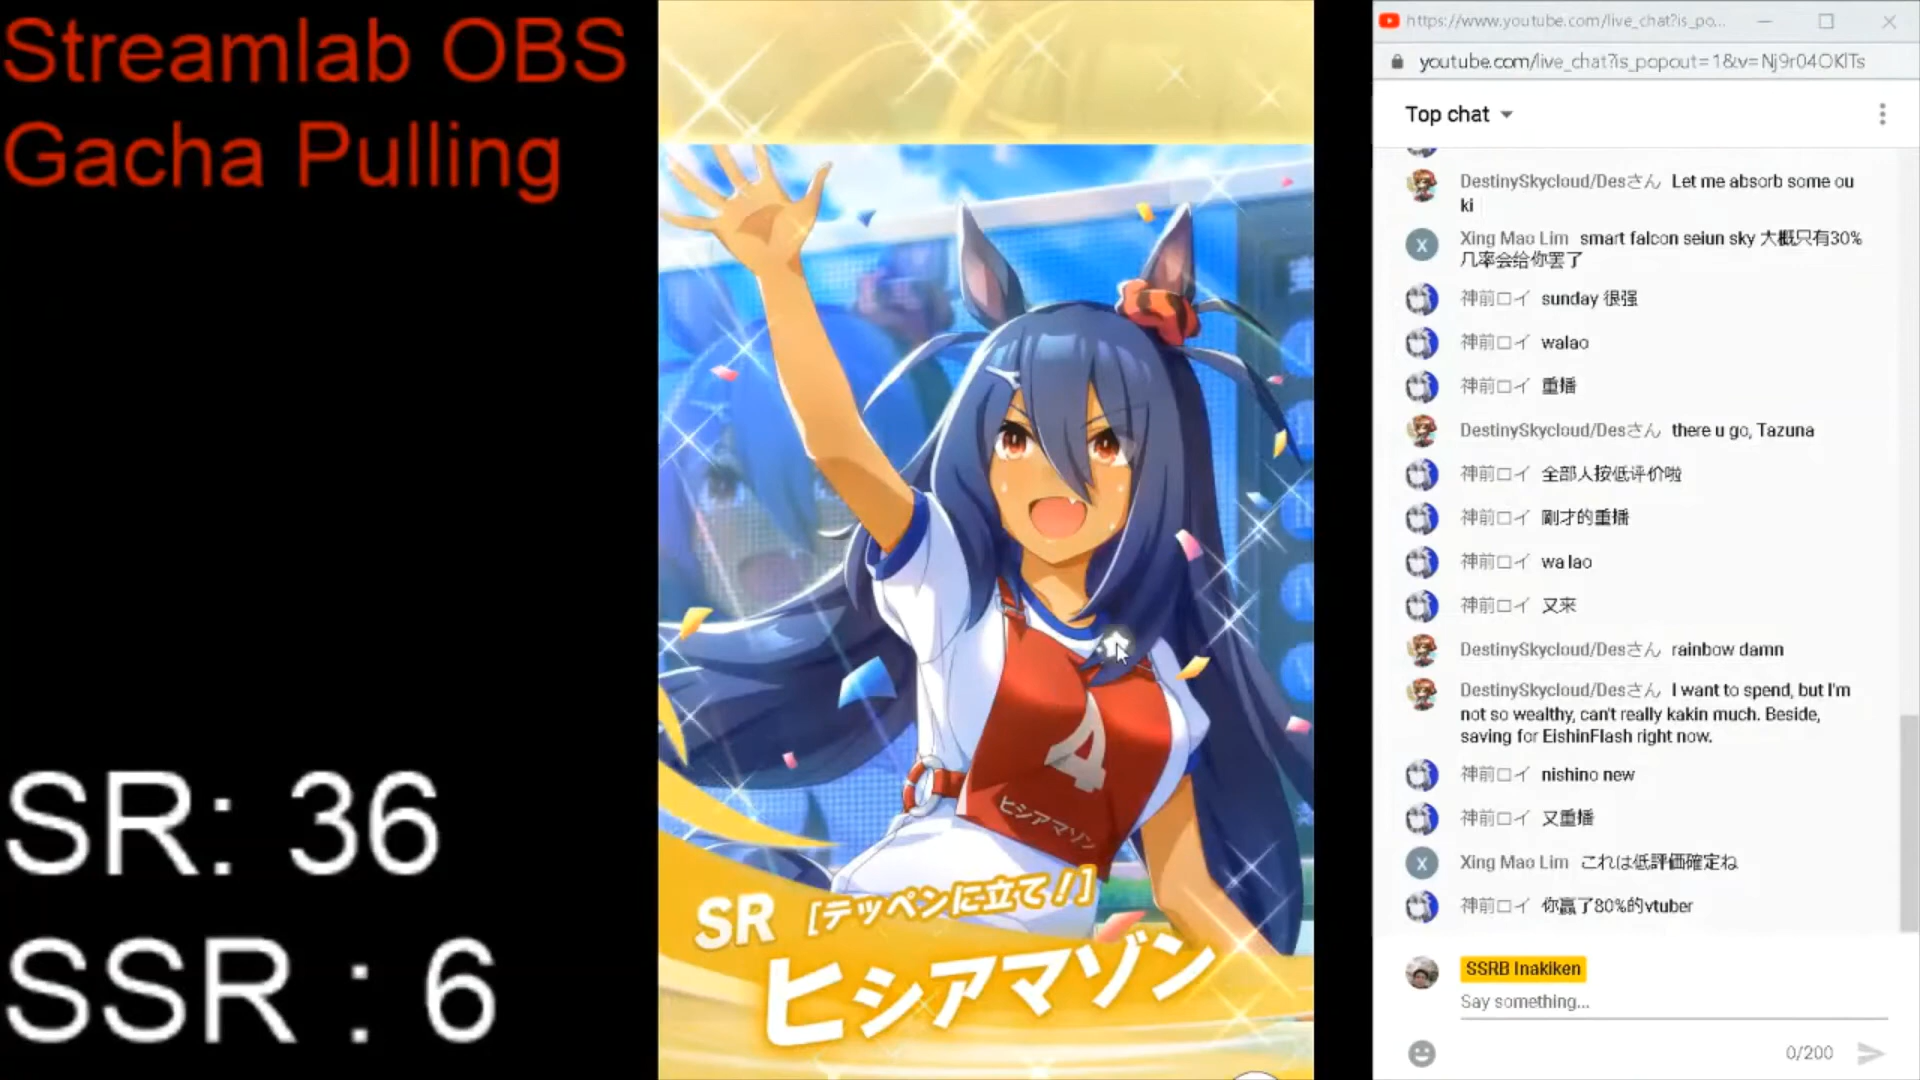 Streamlab OBS
Gacha Pulling
SR: 36
SSR : 6
4
ヒシアマゾン
SR [テッペンに立て!]
ヒシアマゾン
https://www.youtube.com/live_chat?is_po...
youtube.com/live_chat?is_popout=1&v=Nj9r04OKlTs
Top chat
DestinySkycloud/Desさん Let me absorb some ou
ki
X Xing Mao Lim smart falcon seiun sky 大概只有30%
几率会给你罢了
神前ロイ sunday 很强
神前ロイ walao
神前ロイ 重播
DestinySkycloud/Desさん there u go, Tazuna
神前ロイ 全部人按低评价啦
神前ロイ 剛才的重播
神前ロイ wa lao
神前ロイ 又来
DestinySkycloud/Desさん rainbow damn
DestinySkycloud/Desさん I want to spend, but I'm
not so wealthy, can't really kakin much. Beside,
saving for EishinFlash right now.
神前ロイ nishino new
神前ロイ 又重播
X Xing Mao Lim これは低評価確定ね
神前ロイ 你贏了80%的vtuber
SSRB Inakiken
Say something...
0/200